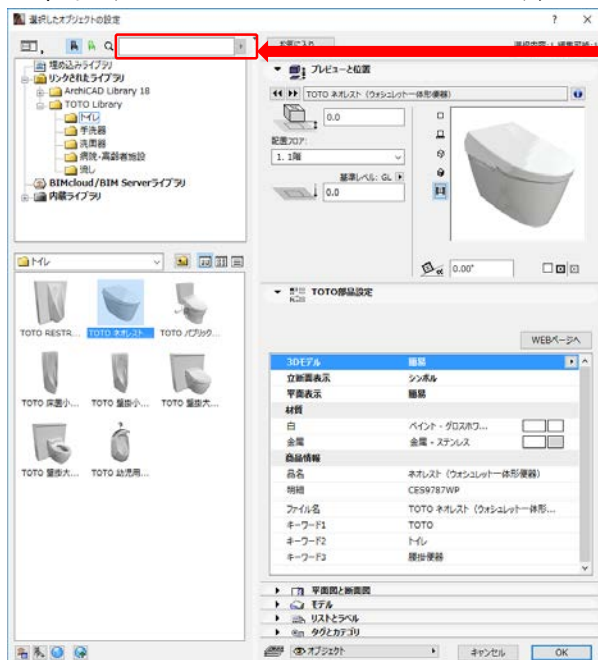 選択したオブジェクトの設定
? ×
お気に入り
埋め込みライブラリ
リンクされたライブラリ
ArchiCAD Library 18
TOTO Library
トイレ
手洗器
洗面器
病院・高齢者施設
流し
BIMcloud/BIM Serverライブラリ
内蔵ライブラリ
トイレ
TOTO RESTR...
TOTO ネオレスト...
TOTO パブリック...
TOTO 床置小...
TOTO 壁掛小...
TOTO 壁掛大...
TOTO 壁掛大...
TOTO 幼児用...
プレビューと位置
TOTO ネオレスト (ウォシュレット一体形便器)
0.0
配置フロア:
1. 1階
基準レベル: GL
0.0
α 0.00°
TOTO部品設定
WEBページへ
3Dモデル 簡易
立断面表示 シンボル
平面表示 簡易
材質
白 ペイント - グロスホワ...
金属 金属 - ステンレス
商品情報
品名 ネオレスト (ウォシュレット一体形便器)
明細 CES9787WP
ファイル名 TOTO ネオレスト (ウォシュレット一体形...
キーワード1 TOTO
キーワード2 トイレ
キーワード3 腰掛便器
平面図と断面図
モデル
リストとラベル
タグとカテゴリ
オブジェクト
キャンセル
OK